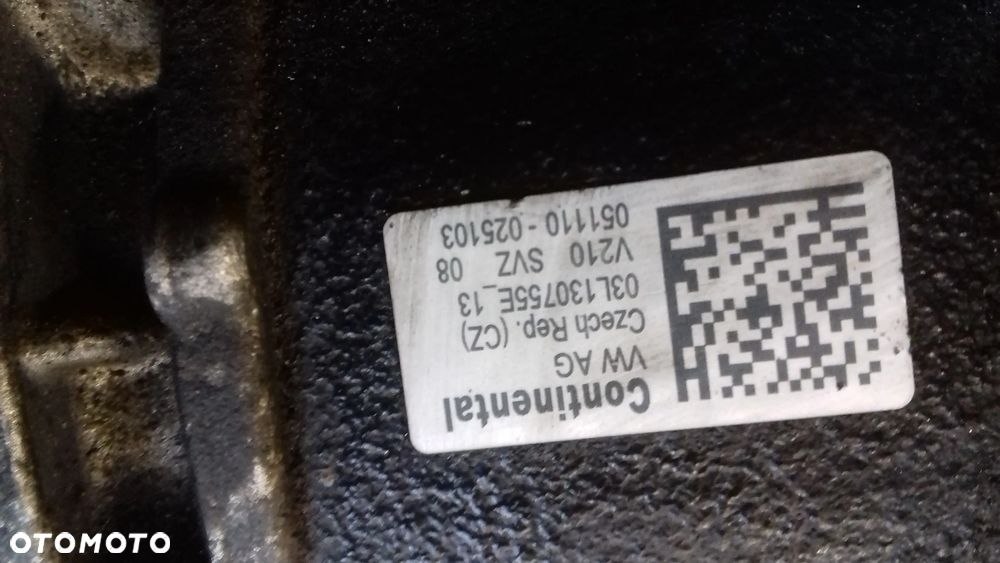 Continental
VW AG
Czech Rep. (CZ)
03L130755E_13
V210 SVZ 08
051110 - 025103
OTOMOTO